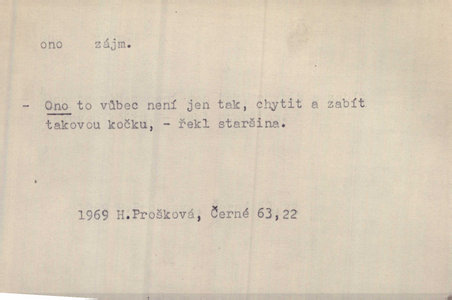 ono zájm.
- Ono to vůbec není jen tak, chytit a zabít
takovou kočku, - řekl staršina.
1969 H.Prošková, Černé 63,22